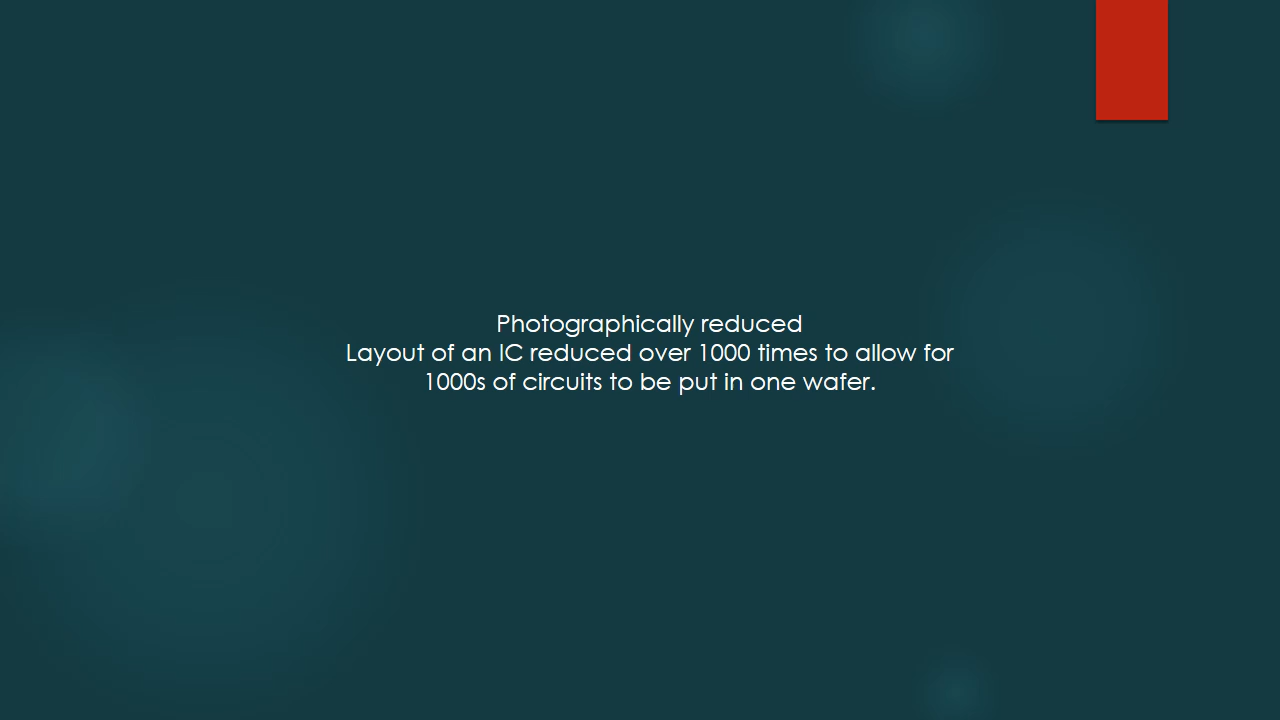 Photographically reduced
Layout of an IC reduced over 1000 times to allow for
1000s of circuits to be put in one wafer.